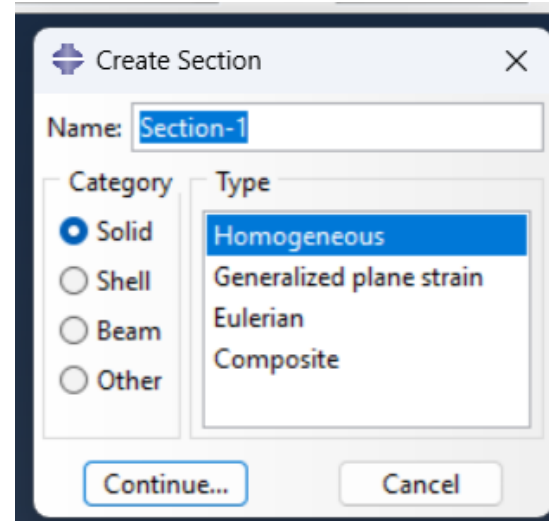 Create Section
Name: Section-1
Category Type
Solid Homogeneous
Shell Generalized plane strain
Beam Eulerian
Other Composite
Continue... Cancel